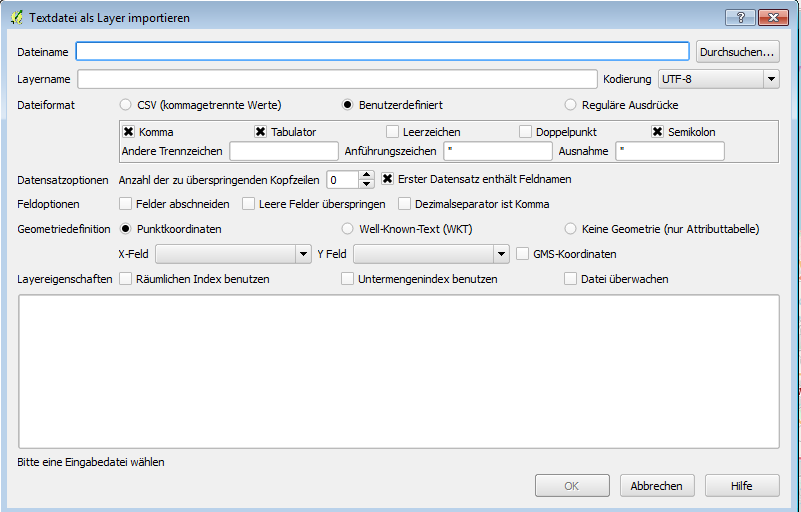 Textdatei als Layer importieren
Dateiname Durchsuchen...
Layername Kodierung UTF-8
Dateiformat CSV (kommagetrennte Werte) Benutzerdefiniert Reguläre Ausdrücke
Komma Tabulator Leerzeichen Doppelpunkt Semikolon
Andere Trennzeichen Anführungszeichen " Ausnahme "
Datensatzoptionen Anzahl der zu überspringenden Kopfzeilen 0 Erster Datensatz enthält Feldnamen
Feldoptionen Felder abschneiden Leere Felder überspringen Dezimalseparator ist Komma
Geometriedefinition Punktkoordinaten Well-Known-Text (WKT) Keine Geometrie (nur Attributtabelle)
X-Feld Y Feld GMS-Koordinaten
Layereigenschaften Räumlichen Index benutzen Untermengenindex benutzen Datei überwachen
Bitte eine Eingabedatei wählen
OK Abbrechen Hilfe